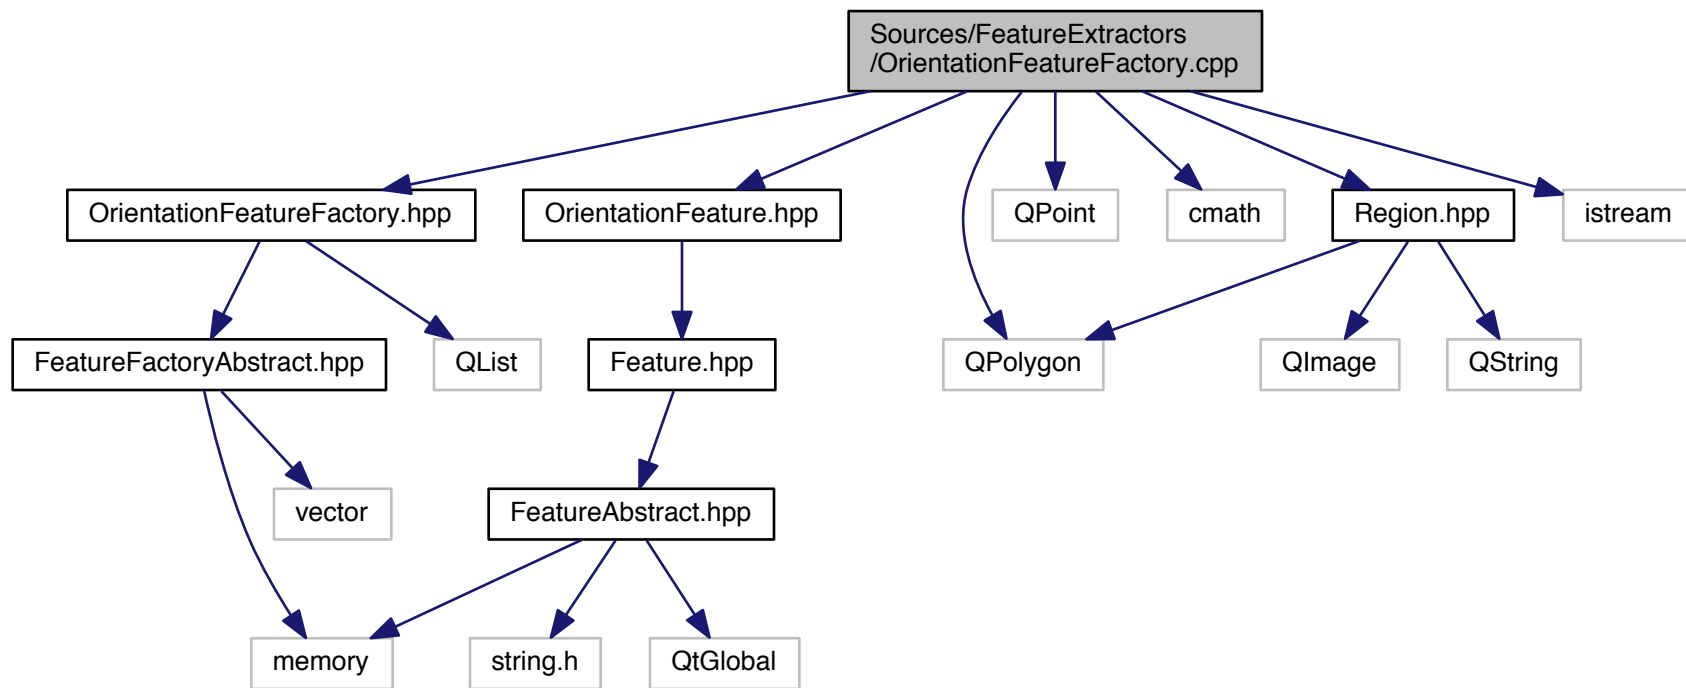 Sources/FeatureExtractors
/OrientationFeatureFactory.cpp
OrientationFeatureFactory.hpp
OrientationFeature.hpp
QPoint
cmath
Region.hpp
istream
FeatureFactoryAbstract.hpp
QList
Feature.hpp
QPolygon
QImage
QString
vector
FeatureAbstract.hpp
memory
string.h
QtGlobal